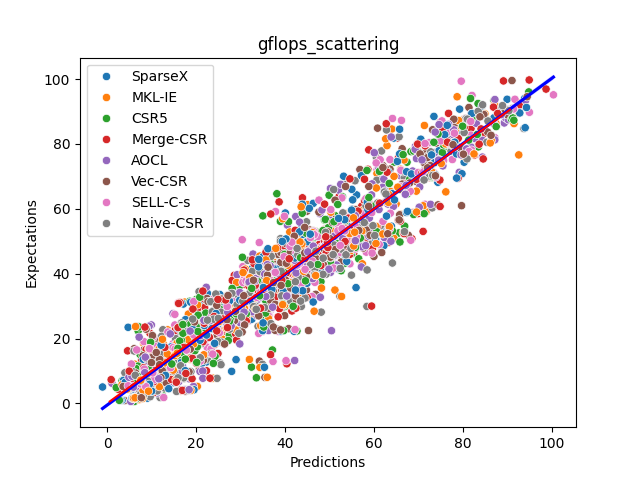 gflops_scattering
SparseX
MKL-IE
CSR5
Merge-CSR
AOCL
Vec-CSR
SELL-C-s
Naive-CSR
Expectations
100
80
60
40
20
0
0 20 40 60 80 100
Predictions